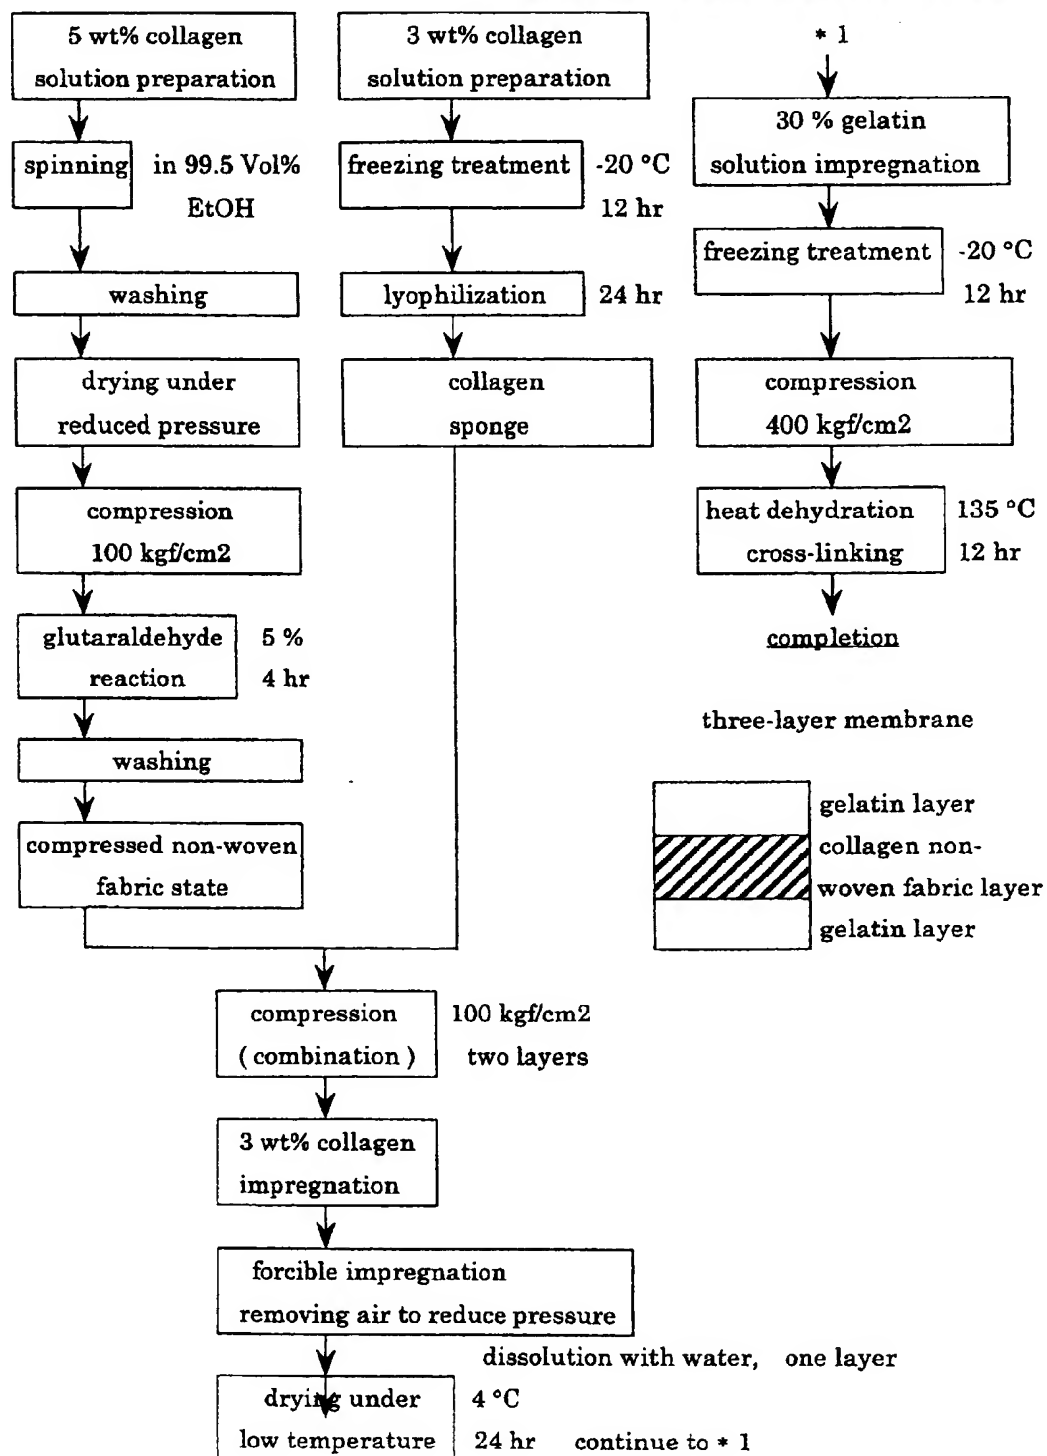 5 wt% collagen
solution preparation
spinning
in 99.5 Vol%
EtOH
washing
drying under
reduced pressure
compression
100 kgf/cm2
glutaraldehyde
reaction
5 %
4 hr
washing
compressed non-woven
fabric state
3 wt% collagen
solution preparation
freezing treatment
-20 °C
12 hr
lyophilization
24 hr
collagen
sponge
compression
( combination )
100 kgf/cm2
two layers
3 wt% collagen
impregnation
forcible impregnation
removing air to reduce pressure
dissolution with water, one layer
drying under
low temperature
4 °C
24 hr
continue to * 1
* 1
30 % gelatin
solution impregnation
freezing treatment
-20 °C
12 hr
compression
400 kgf/cm2
heat dehydration
cross-linking
135 °C
12 hr
completion
three-layer membrane
gelatin layer
collagen non-
woven fabric layer
gelatin layer